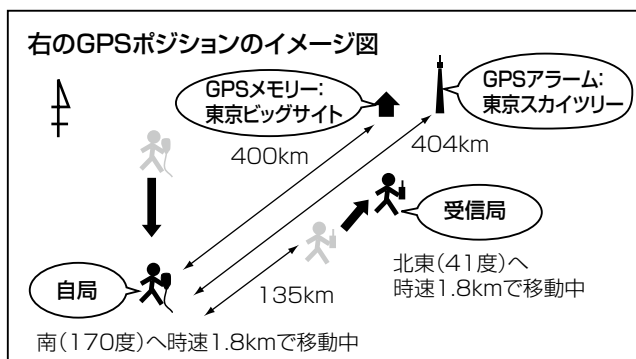 右のGPSポジションのイメージ図
GPSメモリー:
東京ビッグサイト
GPSアラーム:
東京スカイツリー
400km
404km
受信局
北東(41度)へ
時速1.8kmで移動中
自局
135km
南(170度)へ時速1.8kmで移動中